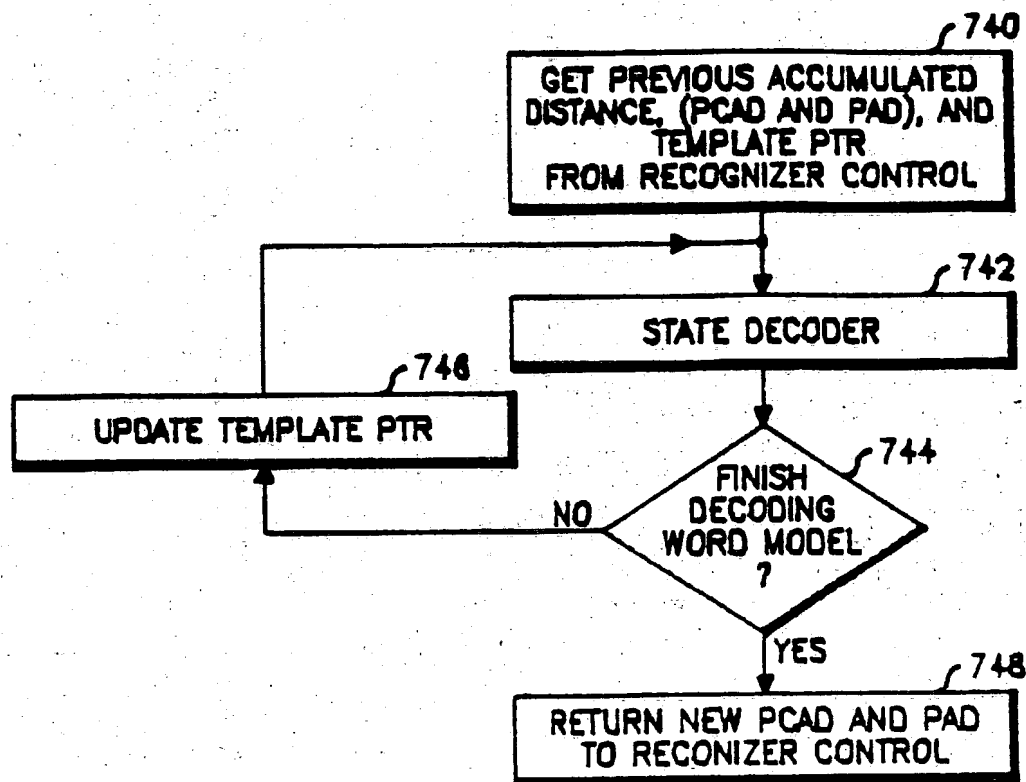 740
GET PREVIOUS ACCUMULATED
DISTANCE, (PCAD AND PAD), AND
TEMPLATE PTR
FROM RECOGNIZER CONTROL
742
STATE DECODER
746
UPDATE TEMPLATE PTR
744
FINISH
DECODING
WORD MODEL
?
NO
YES
748
RETURN NEW PCAD AND PAD
TO RECONIZER CONTROL